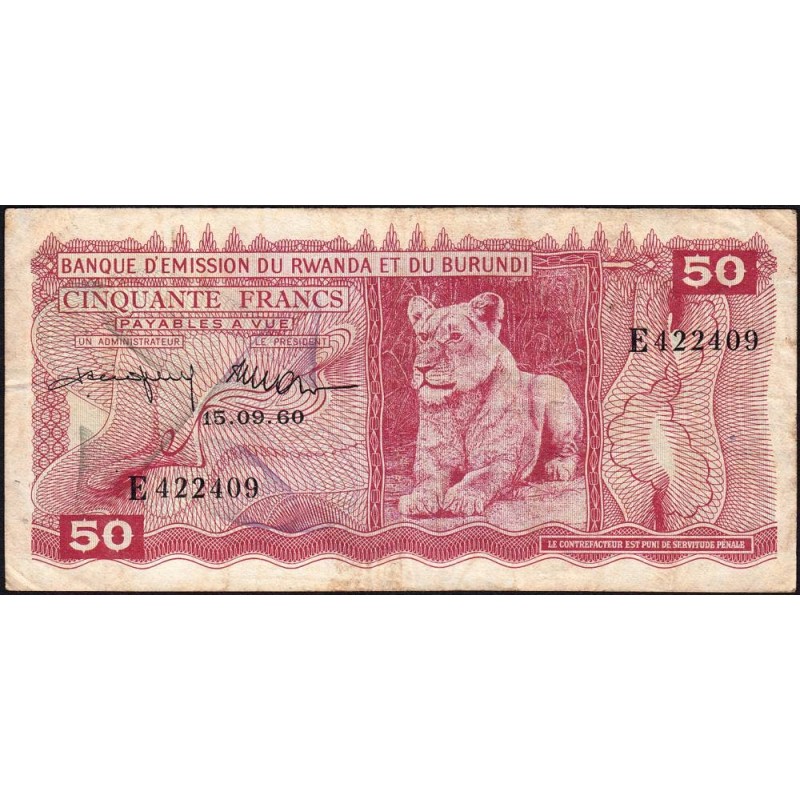 BANQUE D'EMISSION DU RWANDA ET DU BURUNDI
50
CINQUANTE FRANCS
PAYABLES A VUE
UN ADMINISTRATEUR LE PRESIDENT
E422409
15.09.60
E422409
50
LE CONTREFACTEUR EST PUNI DE SERVITUDE PÉNALE